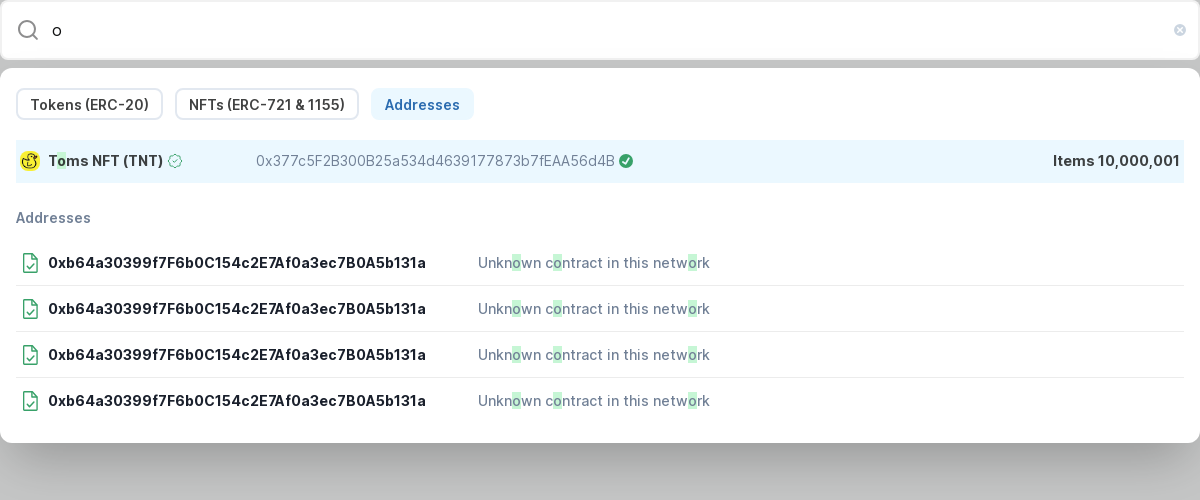 o
Tokens (ERC-20) NFTs (ERC-721 & 1155) Addresses
Toms NFT (TNT) 0x377c5F2B300B25a534d4639177873b7fEAA56d4B Items 10,000,001
Addresses
0xb64a30399f7F6b0C154c2E7Af0a3ec7B0A5b131a Unknown contract in this network
0xb64a30399f7F6b0C154c2E7Af0a3ec7B0A5b131a Unknown contract in this network
0xb64a30399f7F6b0C154c2E7Af0a3ec7B0A5b131a Unknown contract in this network
0xb64a30399f7F6b0C154c2E7Af0a3ec7B0A5b131a Unknown contract in this network